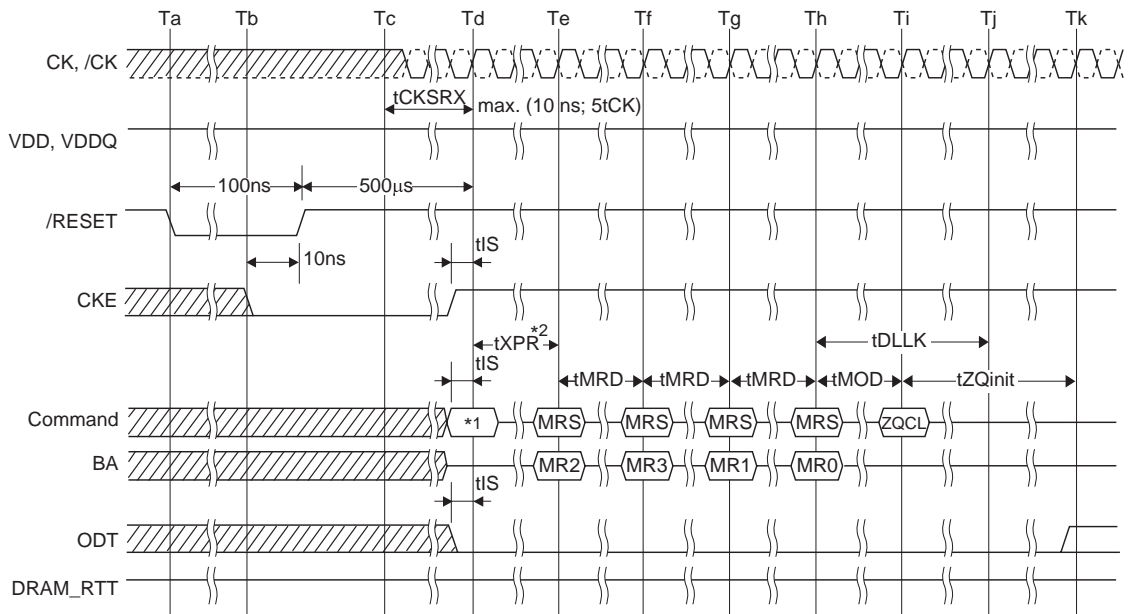 Ta Tb Tc Td Te Tf Tg Th Ti Tj Tk
CK, /CK
tCKSRX max. (10 ns; 5tCK)
VDD, VDDQ
100ns 500μs
/RESET
10ns tIS
CKE
tXPR*2 tDLLK
tIS
tMRD tMRD tMRD tMOD tZQinit
Command *1 MRS MRS MRS MRS ZQCL
BA MR2 MR3 MR1 MR0
tIS
ODT
DRAM_RTT